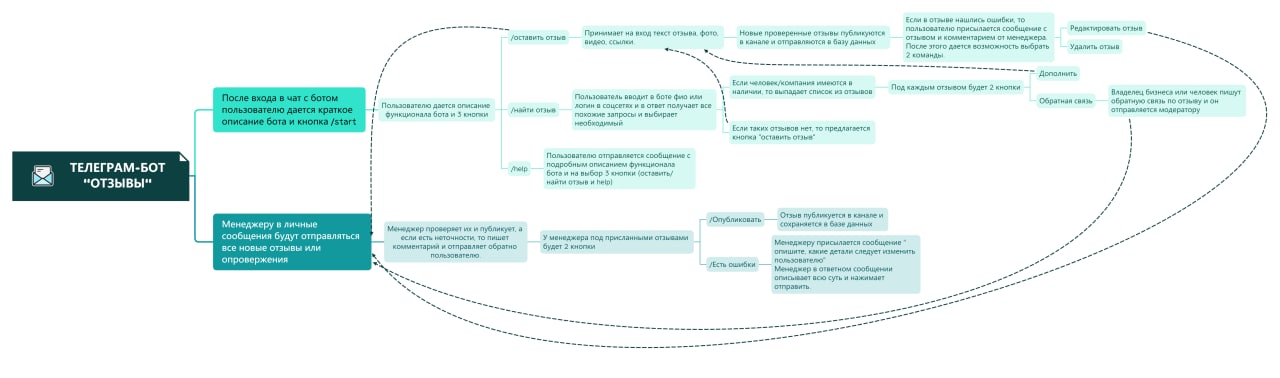 ТЕЛЕГРАМ-БОТ
"ОТЗЫВЫ"
После входа в чат с ботом
пользователю дается краткое
описание бота и кнопка /start
Пользователю дается описание
функционала бота и 3 кнопки
/оставить отзыв
Принимает на вход текст отзыва, фото,
видео, ссылки.
Новые проверенные отзывы публикуются
в канале и отправляются в базу данных
Если в отзыве нашлись ошибки, то
пользователю присылается сообщение с
отзывом и комментарием от менеджера.
После этого дается возможность выбрать
2 команды.
Редактировать отзыв
Удалить отзыв
/найти отзыв
Пользователь вводит в боте фио или
логин в соцсетях и в ответ получает все
похожие запросы и выбирает
необходимый
Если человек/компания имеются в
наличии, то выпадает список из отзывов
Под каждым отзывом будет 2 кнопки
Дополнить
Обратная связь
Владелец бизнеса или человек пишут
обратную связь по отзыву и он
отправляется модератору
Если таких отзывов нет, то предлагается
кнопка "оставить отзыв"
/help
Пользователю отправляется сообщение с
подробным описанием функционала
бота и на выбор 3 кнопки (оставить/
найти отзыв и help)
Менеджеру в личные
сообщения будут отправляться
все новые отзывы или
опровержения
Менеджер проверяет их и публикует, а
если есть неточности, то пишет
комментарий и отправляет обратно
пользователю.
У менеджера под присланными отзывами
будет 2 кнопки
/Опубликовать
Отзыв публикуется в канале и
сохраняется в базе данных
/Есть ошибки
Менеджеру присылается сообщение "
опишите, какие детали следует изменить
пользователю"
Менеджер в ответном сообщении
описывает всю суть и нажимает
отправить.